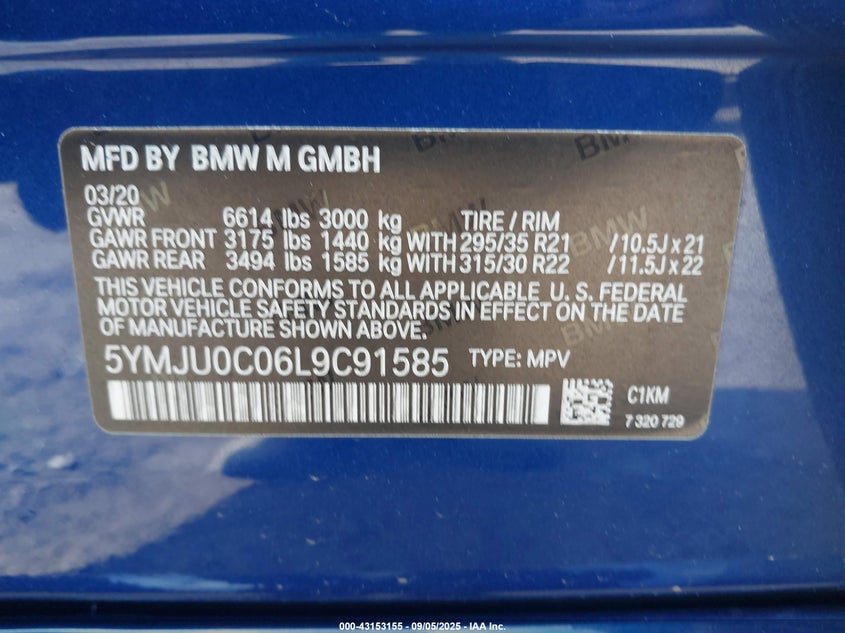 MFD BY BMW M GMBH
03/20
GVWR 6614 lbs 3000 kg TIRE / RIM
GAWR FRONT 3175 lbs 1440 kg WITH 295/35 R21 /10.5J x 21
GAWR REAR 3494 lbs 1585 kg WITH 315/30 R22 /11.5J x 22
THIS VEHICLE CONFORMS TO ALL APPLICABLE U. S. FEDERAL
MOTOR VEHICLE SAFETY STANDARDS IN EFFECT ON THE DATE
OF MANUFACTURE SHOWN ABOVE.
5YMJU0C06L9C91585 TYPE: MPV
C1KM
7 320 729
000-43153155 - 09/05/2025 - IAA Inc.